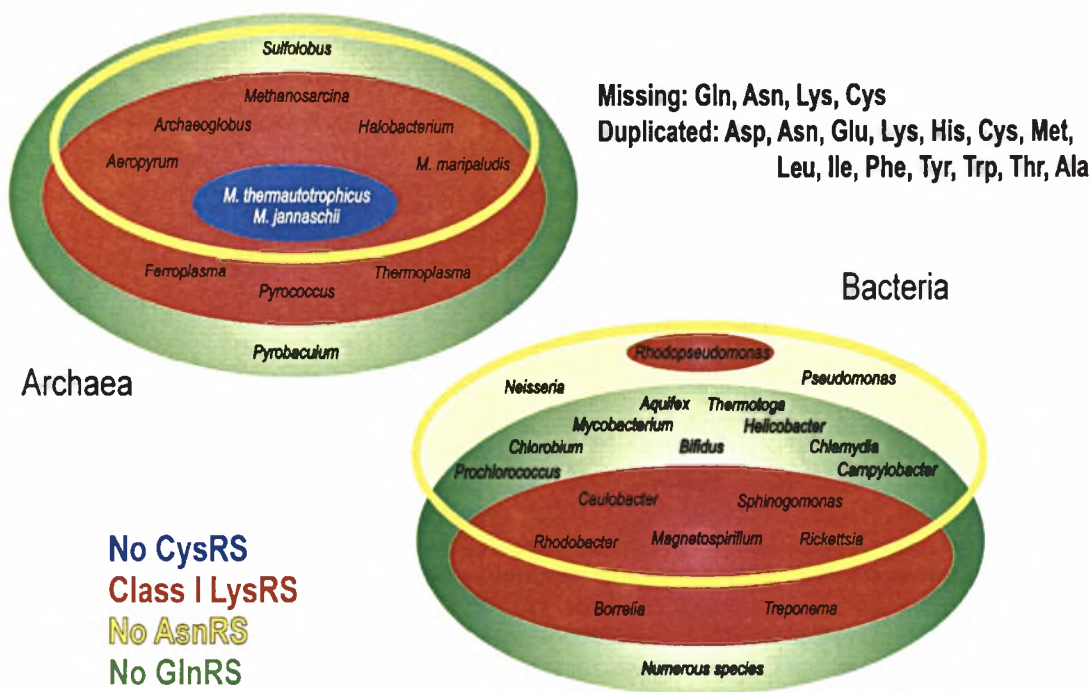 Sulfolobus
Methanosarcina
Archaeoglobus Halobacterium
Aeropyrum M. maripaludis
M. thermautotrophicus
M. jannaschii
Ferroplasma Thermoplasma
Pyrococcus
Pyrobaculum
Archaea
Missing: Gln, Asn, Lys, Cys
Duplicated: Asp, Asn, Glu, Lys, His, Cys, Met,
Leu, Ile, Phe, Tyr, Trp, Thr, Ala
Bacteria
Rhodopseudomonas
Neisseria Pseudomonas
Aquifex Thermotoga
Mycobacterium Helicobacter
Chlorobium Bifidus Chlamydia
Prochlorococcus Campylobacter
Caulobacter Sphinogomonas
Rhodobacter Magnetospirillum Rickettsia
Borrelia Treponema
Numerous species
No CysRS
Class I LysRS
No AsnRS
No GlnRS